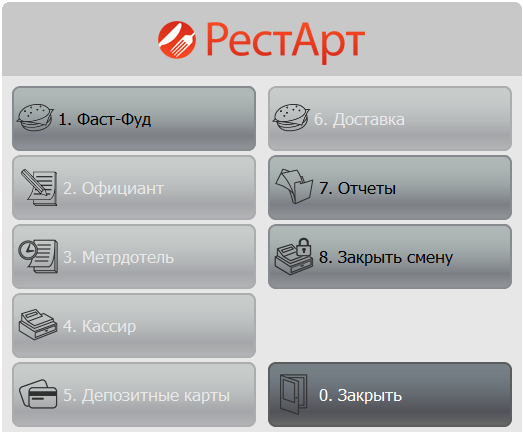 РестАрт
1. Фаст-Фуд
2. Официант
3. Метрдотель
4. Кассир
5. Депозитные карты
6. Доставка
7. Отчеты
8. Закрыть смену
0. Закрыть